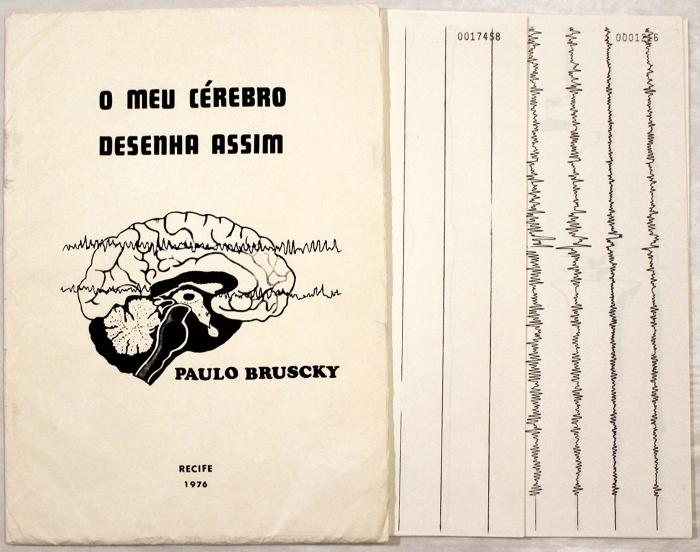 O MEU CÉREBRO
DESENHA ASSIM
PAULO BRUSCKY
RECIFE
1976
0017458